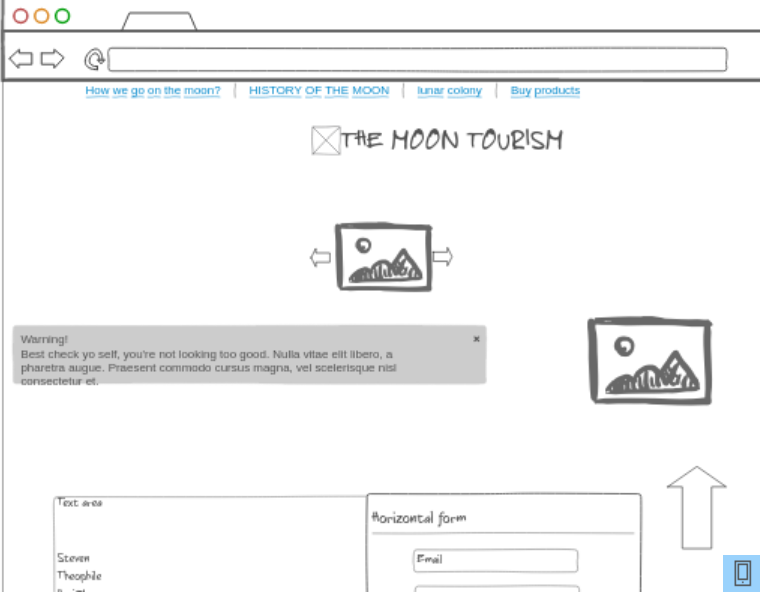 How we go on the moon? HISTORY OF THE MOON lunar colony Buy products
THE MOON TOURISM
Warning! ×
Best check yo self, you're not looking too good. Nulla vitae elit libero, a
pharetra augue. Praesent commodo cursus magna, vel scelerisque nisl
consectetur et.
Text area
Horizontal form
Steven
Email
Theophile